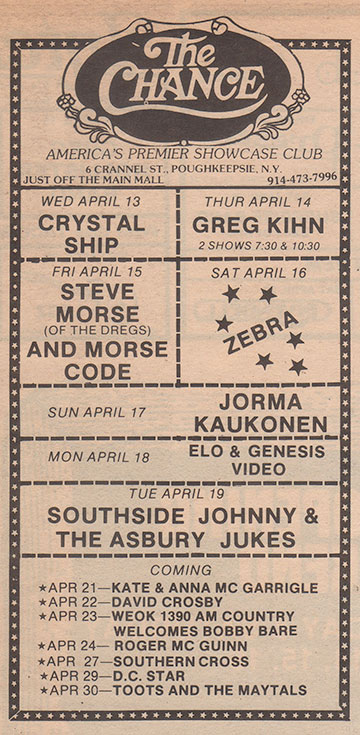 The
CHANCE
AMERICA'S PREMIER SHOWCASE CLUB
6 CRANNEL ST., POUGHKEEPSIE, N.Y.
JUST OFF THE MAIN MALL 914-473-7996
WED APRIL 13
CRYSTAL
SHIP
THUR APRIL 14
GREG KIHN
2 SHOWS 7:30 & 10:30
FRI APRIL 15
STEVE
MORSE
(OF THE DREGS)
AND MORSE
CODE
SAT APRIL 16
ZEBRA
SUN APRIL 17
JORMA
KAUKONEN
MON APRIL 18
ELO & GENESIS
VIDEO
TUE APRIL 19
SOUTHSIDE JOHNNY &
THE ASBURY JUKES
COMING
★APR 21—KATE & ANNA MC GARRIGLE
★APR 22—DAVID CROSBY
★APR 23—WEOK 1390 AM COUNTRY
WELCOMES BOBBY BARE
★APR 24— ROGER MC GUINN
★APR 27—SOUTHERN CROSS
★APR 29—D.C. STAR
★APR 30—TOOTS AND THE MAYTALS